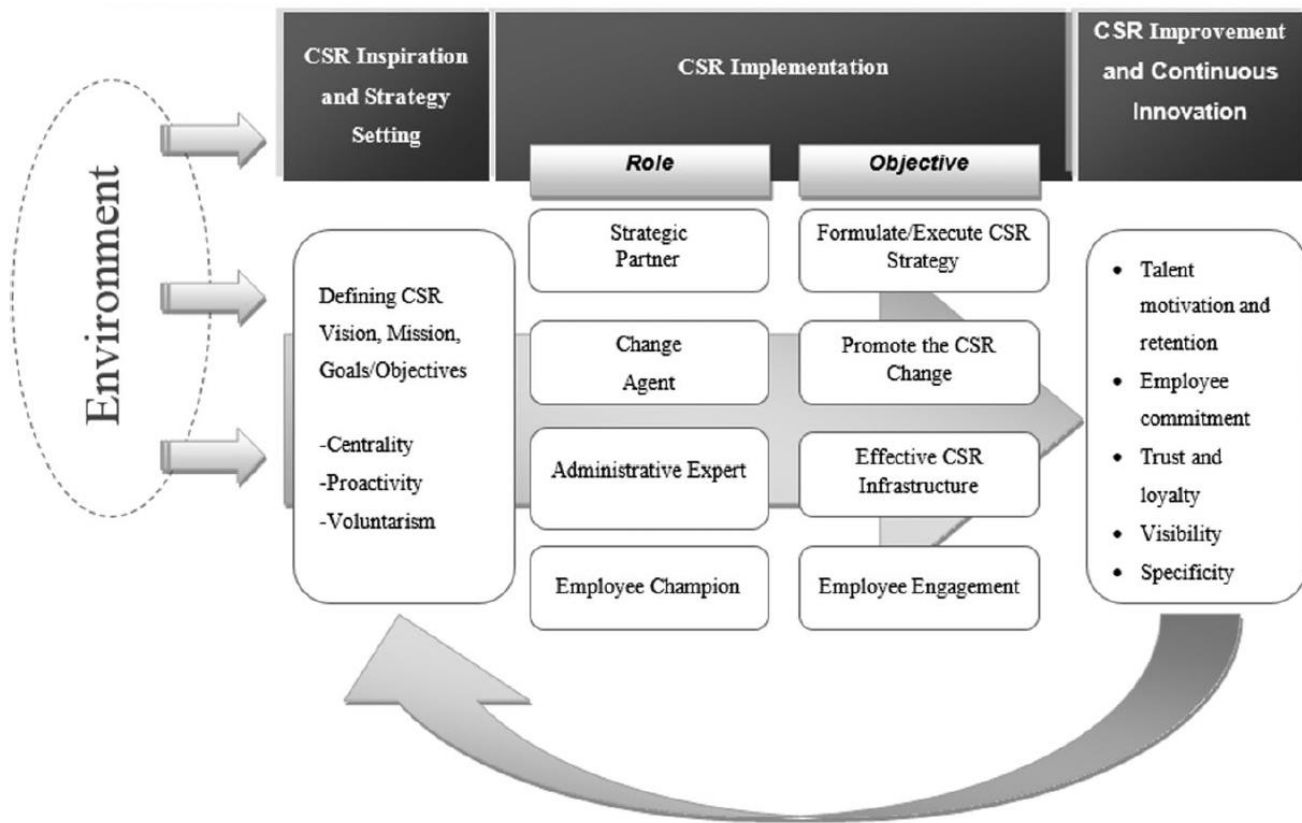 Environment
CSR Inspiration
and Strategy
Setting
CSR Implementation
CSR Improvement
and Continuous
Innovation
Role
Objective
Defining CSR
Vision, Mission,
Goals/Objectives
-Centrality
-Proactivity
-Voluntarism
Strategic
Partner
Formulate/Execute CSR
Strategy
Change
Agent
Promote the CSR
Change
Administrative Expert
Effective CSR
Infrastructure
Employee Champion
Employee Engagement
• Talent
motivation and
retention
• Employee
commitment
• Trust and
loyalty
• Visibility
• Specificity